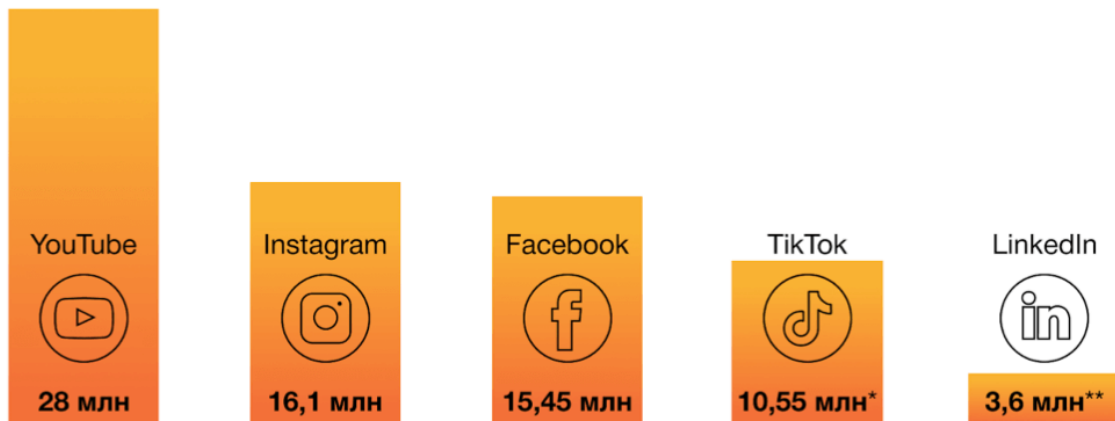 YouTube
28 млн
Instagram
16,1 млн
Facebook
15,45 млн
TikTok
10,55 млн*
LinkedIn
in
3,6 млн**